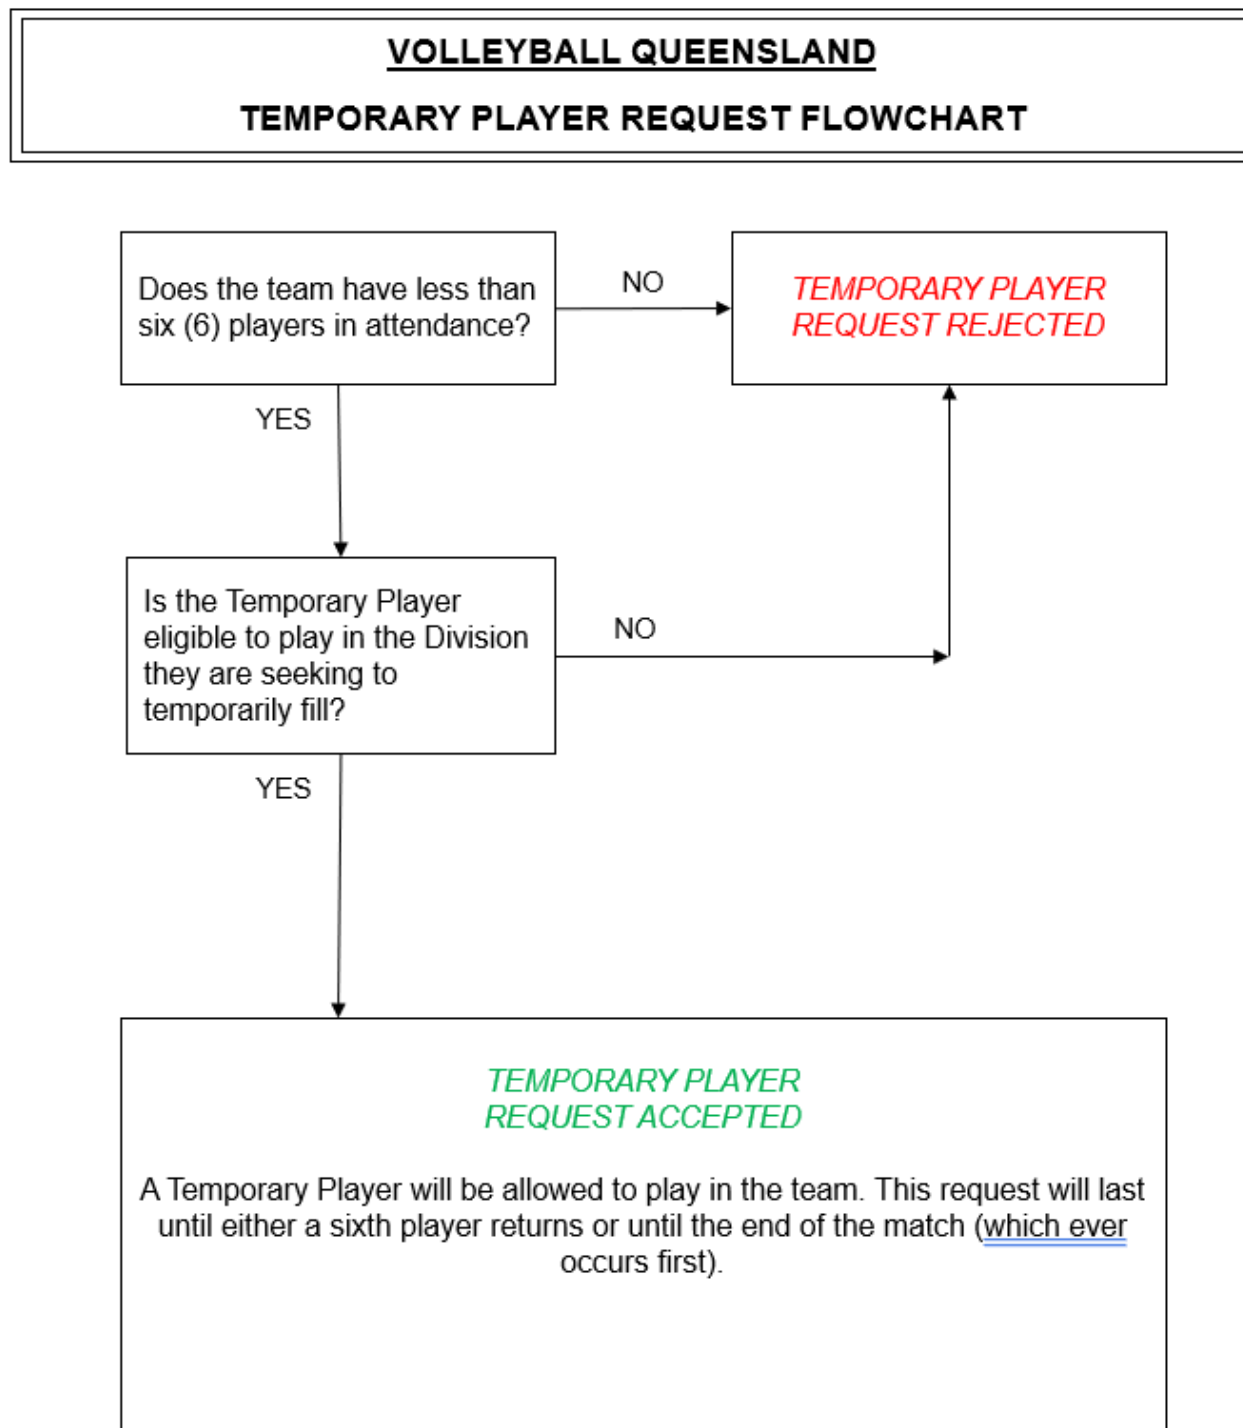 VOLLEYBALL QUEENSLAND
TEMPORARY PLAYER REQUEST FLOWCHART
Does the team have less than
six (6) players in attendance?
NO
TEMPORARY PLAYER
REQUEST REJECTED
YES
Is the Temporary Player
eligible to play in the Division
they are seeking to
temporarily fill?
NO
YES
TEMPORARY PLAYER
REQUEST ACCEPTED
A Temporary Player will be allowed to play in the team. This request will last
until either a sixth player returns or until the end of the match (which ever
occurs first).